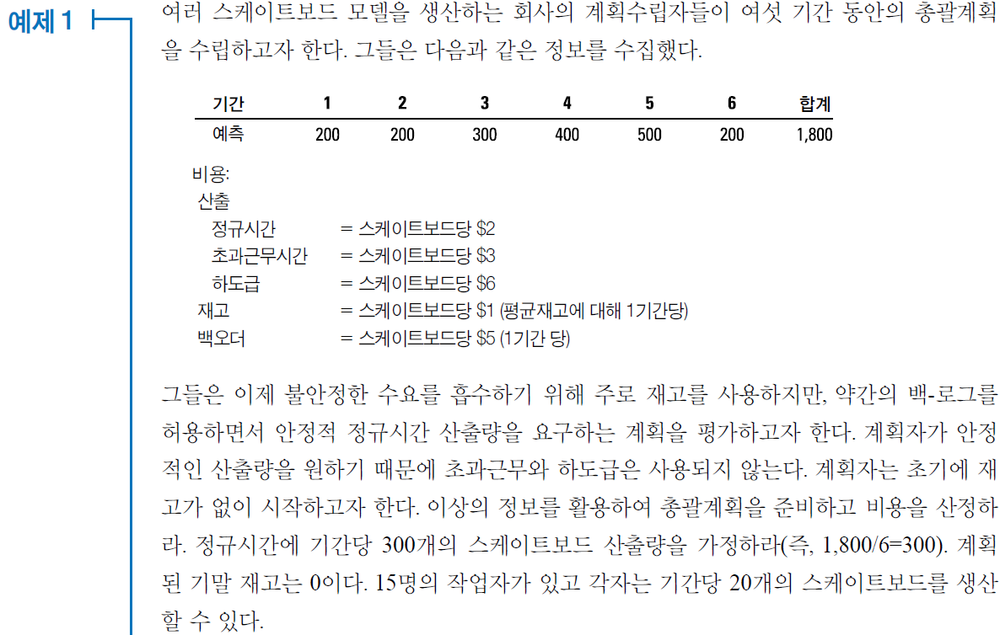 예제 1
여러 스케이트보드 모델을 생산하는 회사의 계획수립자들이 여섯 기간 동안의 총괄계획
을 수립하고자 한다. 그들은 다음과 같은 정보를 수집했다.
기간 1 2 3 4 5 6 합계
예측 200 200 300 400 500 200 1,800
비용:
산출
정규시간 = 스케이트보드당 $2
초과근무시간 = 스케이트보드당 $3
하도급 = 스케이트보드당 $6
재고 = 스케이트보드당 $1 (평균재고에 대해 1기간당)
백오더 = 스케이트보드당 $5 (1기간 당)
그들은 이제 불안정한 수요를 흡수하기 위해 주로 재고를 사용하지만, 약간의 백-로그를
허용하면서 안정적 정규시간 산출량을 요구하는 계획을 평가하고자 한다. 계획자가 안정
적인 산출량을 원하기 때문에 초과근무와 하도급은 사용되지 않는다. 계획자는 초기에 재
고가 없이 시작하고자 한다. 이상의 정보를 활용하여 총괄계획을 준비하고 비용을 산정하
라. 정규시간에 기간당 300개의 스케이트보드 산출량을 가정하라(즉, 1,800/6=300). 계획
된 기말 재고는 0이다. 15명의 작업자가 있고 각자는 기간당 20개의 스케이트보드를 생산
할 수 있다.